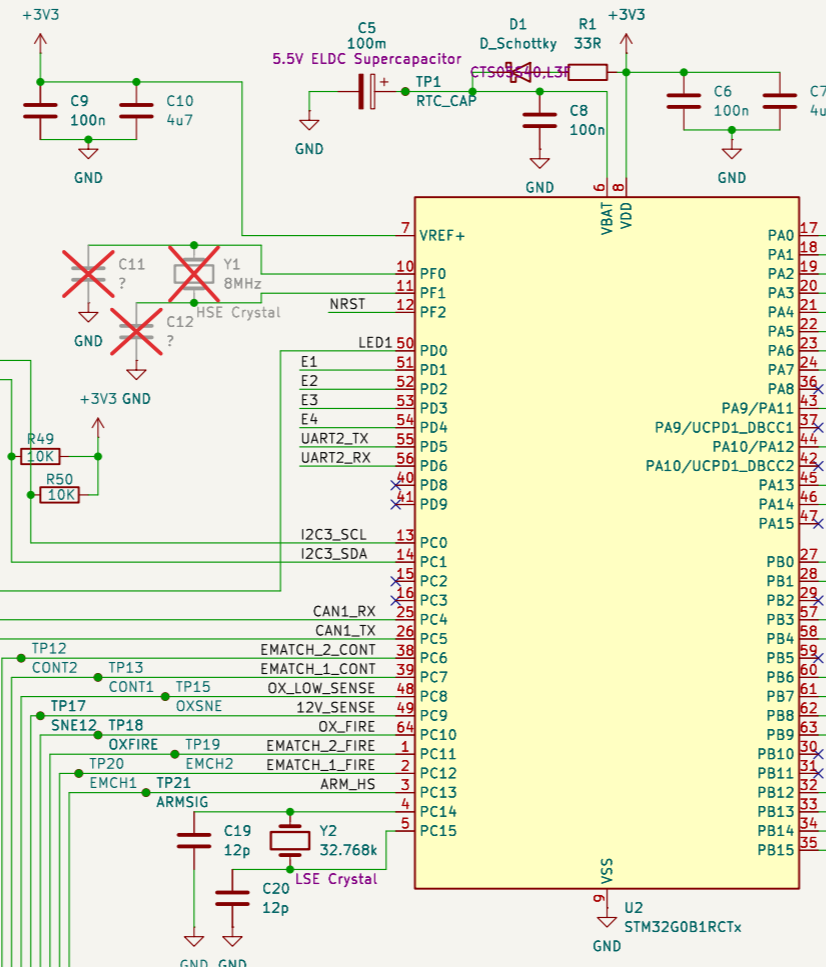 +3V3
C9
100n
C10
4u7
GND
C5
100m
5.5V ELDC Supercapacitor
TP1
RTC_CAP
GND
D1
D_Schottky
R1
33R
+3V3
C8
100n
GND
C6
100n
C7
4u
GND
C11
?
GND
Y1
8MHz
HSE Crystal
C12
?
GND
+3V3
R49
10K
R50
10K
6 VBAT
8 VDD
7 VREF+
10 PF0
11 PF1
NRST 12 PF2
LED1 50 PD0
E1 51 PD1
E2 52 PD2
E3 53 PD3
E4 54 PD4
UART2_TX 55 PD5
UART2_RX 56 PD6
40 PD8
41 PD9
I2C3_SCL 13 PC0
I2C3_SDA 14 PC1
15 PC2
16 PC3
CAN1_RX 25 PC4
CAN1_TX 26 PC5
TP12
CONT2
EMATCH_2_CONT 38 PC6
TP13
CONT1
EMATCH_1_CONT 39 PC7
TP15
OXSNE
OX_LOW_SENSE 48 PC8
TP17
SNE12
12V_SENSE 49 PC9
TP18
OXFIRE
OX_FIRE 64 PC10
TP19
EMCH2
EMATCH_2_FIRE 1 PC11
TP20
EMCH1
EMATCH_1_FIRE 2 PC12
TP21
ARMSIG
ARM_HS 3 PC13
4 PC14
5 PC15
PA0 17
PA1 18
PA2 19
PA3 20
PA4 21
PA5 22
PA6 23
PA7 24
PA8 36
PA9/PA11 43
PA9/UCPD1_DBCC1 37
PA10/PA12 44
PA10/UCPD1_DBCC2 42
PA13 45
PA14 46
PA15 47
PB0 27
PB1 28
PB2 29
PB3 57
PB4 58
PB5 59
PB6 60
PB7 61
PB8 62
PB9 63
PB10 30
PB11 31
PB12 32
PB13 33
PB14 34
PB15 35
C19
12p
Y2
32.768k
LSE Crystal
C20
12p
GND GND
VSS
9
GND
U2
STM32G0B1RCTx